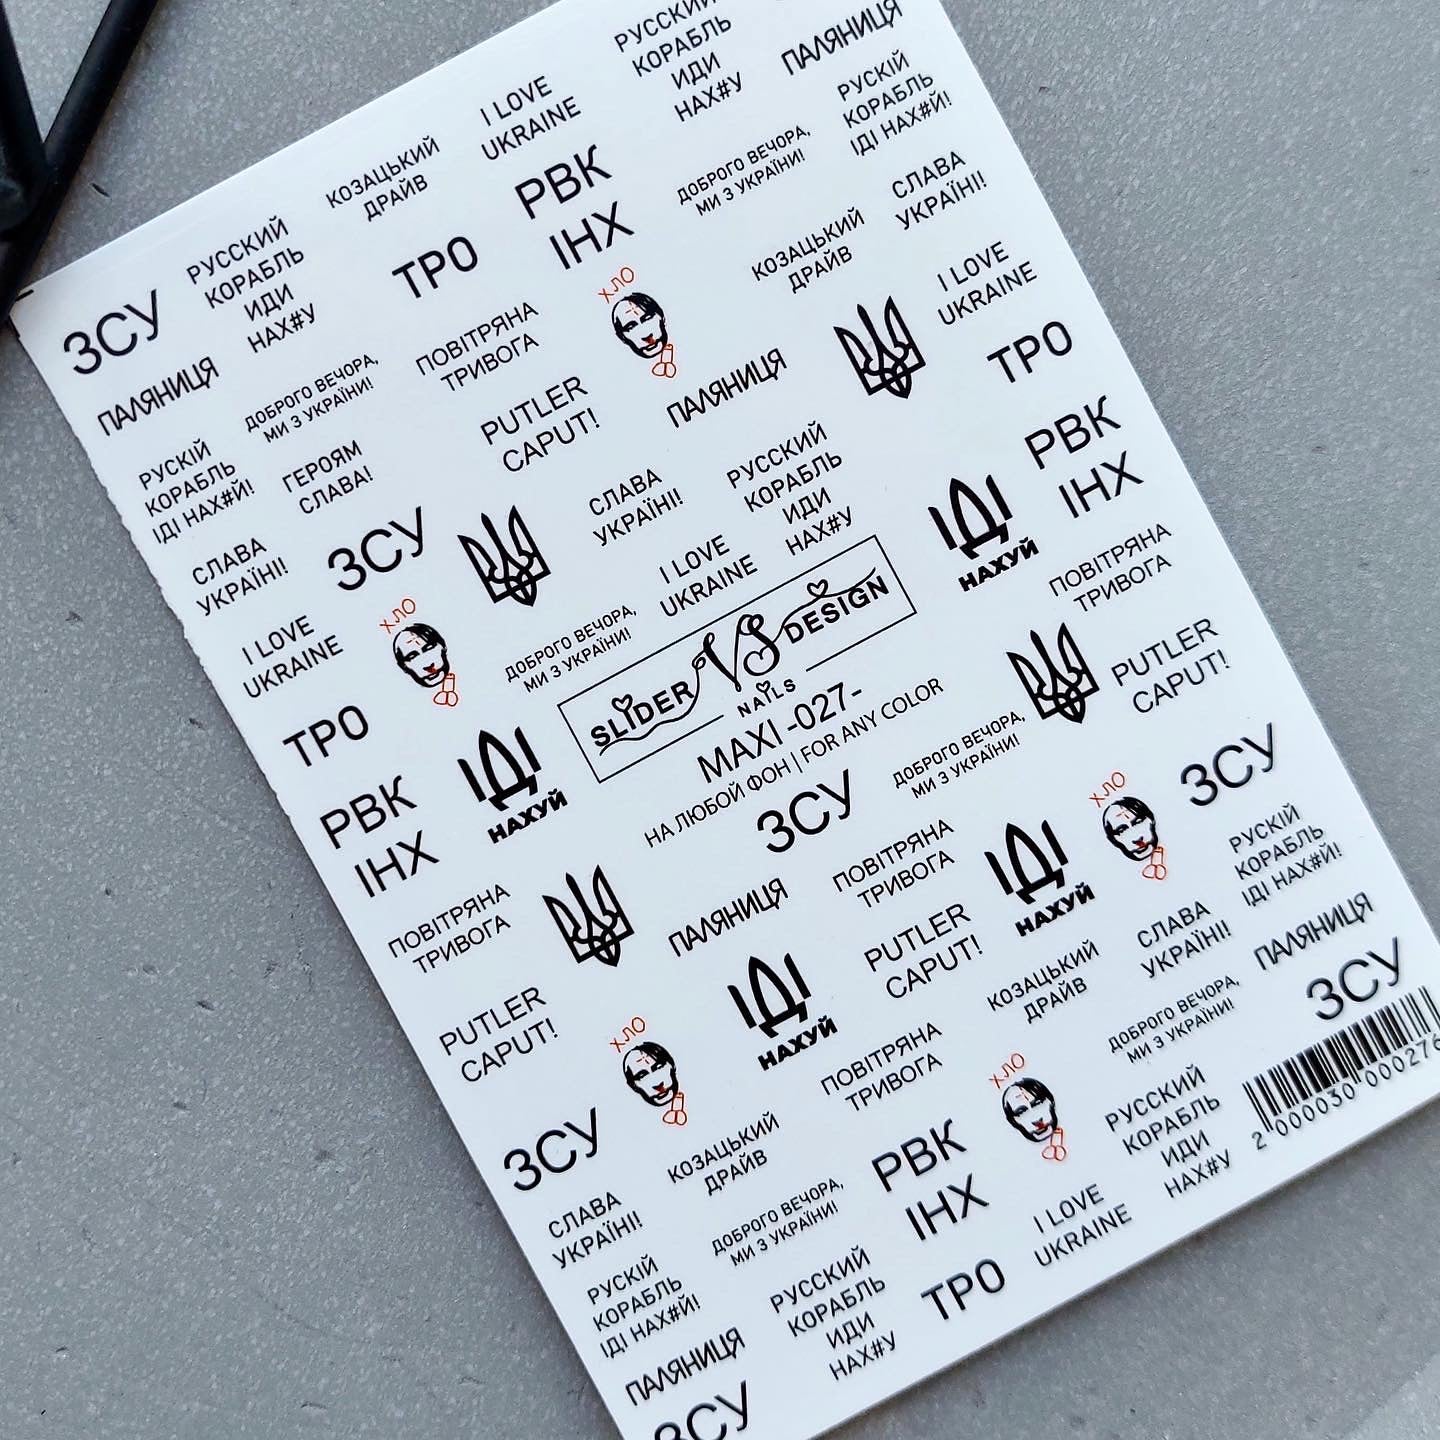 РУССКИЙ
КОРАБЛЬ
ИДИ
НАХ#У
ПАЛЯНИЦЯ
I LOVE
UKRAINE
РУСКІЙ
КОРАБЛЬ
ІДІ НАХ#Й!
КОЗАЦЬКИЙ
ДРАЙВ
РВК
ІНХ
ДОБРОГО ВЕЧОРА,
МИ З УКРАЇНИ!
СЛАВА
УКРАЇНІ!
РУССКИЙ
КОРАБЛЬ
ИДИ
НАХ#У
ТРО
КОЗАЦЬКИЙ
ДРАЙВ
I LOVE
UKRAINE
ЗСУ
ХЛО
ПОВІТРЯНА
ТРИВОГА
ТРО
ПАЛЯНИЦЯ
ДОБРОГО ВЕЧОРА,
МИ З УКРАЇНИ!
PUTLER
CAPUT!
ПАЛЯНИЦЯ
РВК
ІНХ
РУСКІЙ
КОРАБЛЬ
ІДІ НАХ#Й!
ГЕРОЯМ
СЛАВА!
СЛАВА
УКРАЇНІ!
РУССКИЙ
КОРАБЛЬ
ИДИ
НАХ#У
ІДІ
НАХУЙ
СЛАВА
УКРАЇНІ!
ЗСУ
I LOVE
UKRAINE
ПОВІТРЯНА
ТРИВОГА
I LOVE
UKRAINE
ХЛО
ДОБРОГО ВЕЧОРА,
МИ З УКРАЇНИ!
SLIDER VS DESIGN
NAILS
MAXI -027-
НА ЛЮБОЙ ФОН | FOR ANY COLOR
PUTLER
CAPUT!
ТРО
ІДІ
НАХУЙ
ДОБРОГО ВЕЧОРА,
МИ З УКРАЇНИ!
ЗСУ
РВК
ІНХ
ЗСУ
ХЛО
РУСКІЙ
КОРАБЛЬ
ІДІ НАХ#Й!
ПОВІТРЯНА
ТРИВОГА
ПАЛЯНИЦЯ
ПОВІТРЯНА
ТРИВОГА
ІДІ
НАХУЙ
СЛАВА
УКРАЇНІ!
ПАЛЯНИЦЯ
PUTLER
CAPUT!
ІДІ
НАХУЙ
PUTLER
CAPUT!
КОЗАЦЬКИЙ
ДРАЙВ
ДОБРОГО ВЕЧОРА,
МИ З УКРАЇНИ!
ЗСУ
ХЛО
ПОВІТРЯНА
ТРИВОГА
ХЛО
РУССКИЙ
КОРАБЛЬ
ИДИ
НАХ#У
2 000030 000276
ЗСУ
КОЗАЦЬКИЙ
ДРАЙВ
РВК
ІНХ
I LOVE
UKRAINE
СЛАВА
УКРАЇНІ!
ДОБРОГО ВЕЧОРА,
МИ З УКРАЇНИ!
РУСКІЙ
КОРАБЛЬ
ІДІ НАХ#Й!
РУССКИЙ
КОРАБЛЬ
ИДИ
НАХ#У
ТРО
ПАЛЯНИЦЯ
ЗСУ